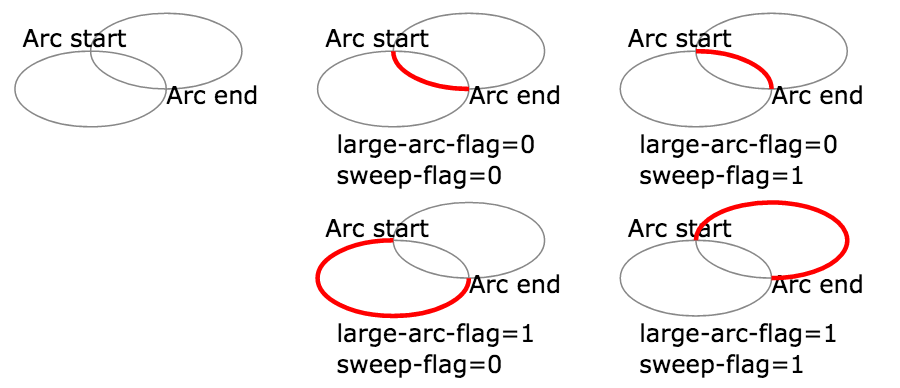 Arc start
Arc end
Arc start
Arc end
large-arc-flag=0
sweep-flag=0
Arc start
Arc end
large-arc-flag=0
sweep-flag=1
Arc start
Arc end
large-arc-flag=1
sweep-flag=0
Arc start
Arc end
large-arc-flag=1
sweep-flag=1